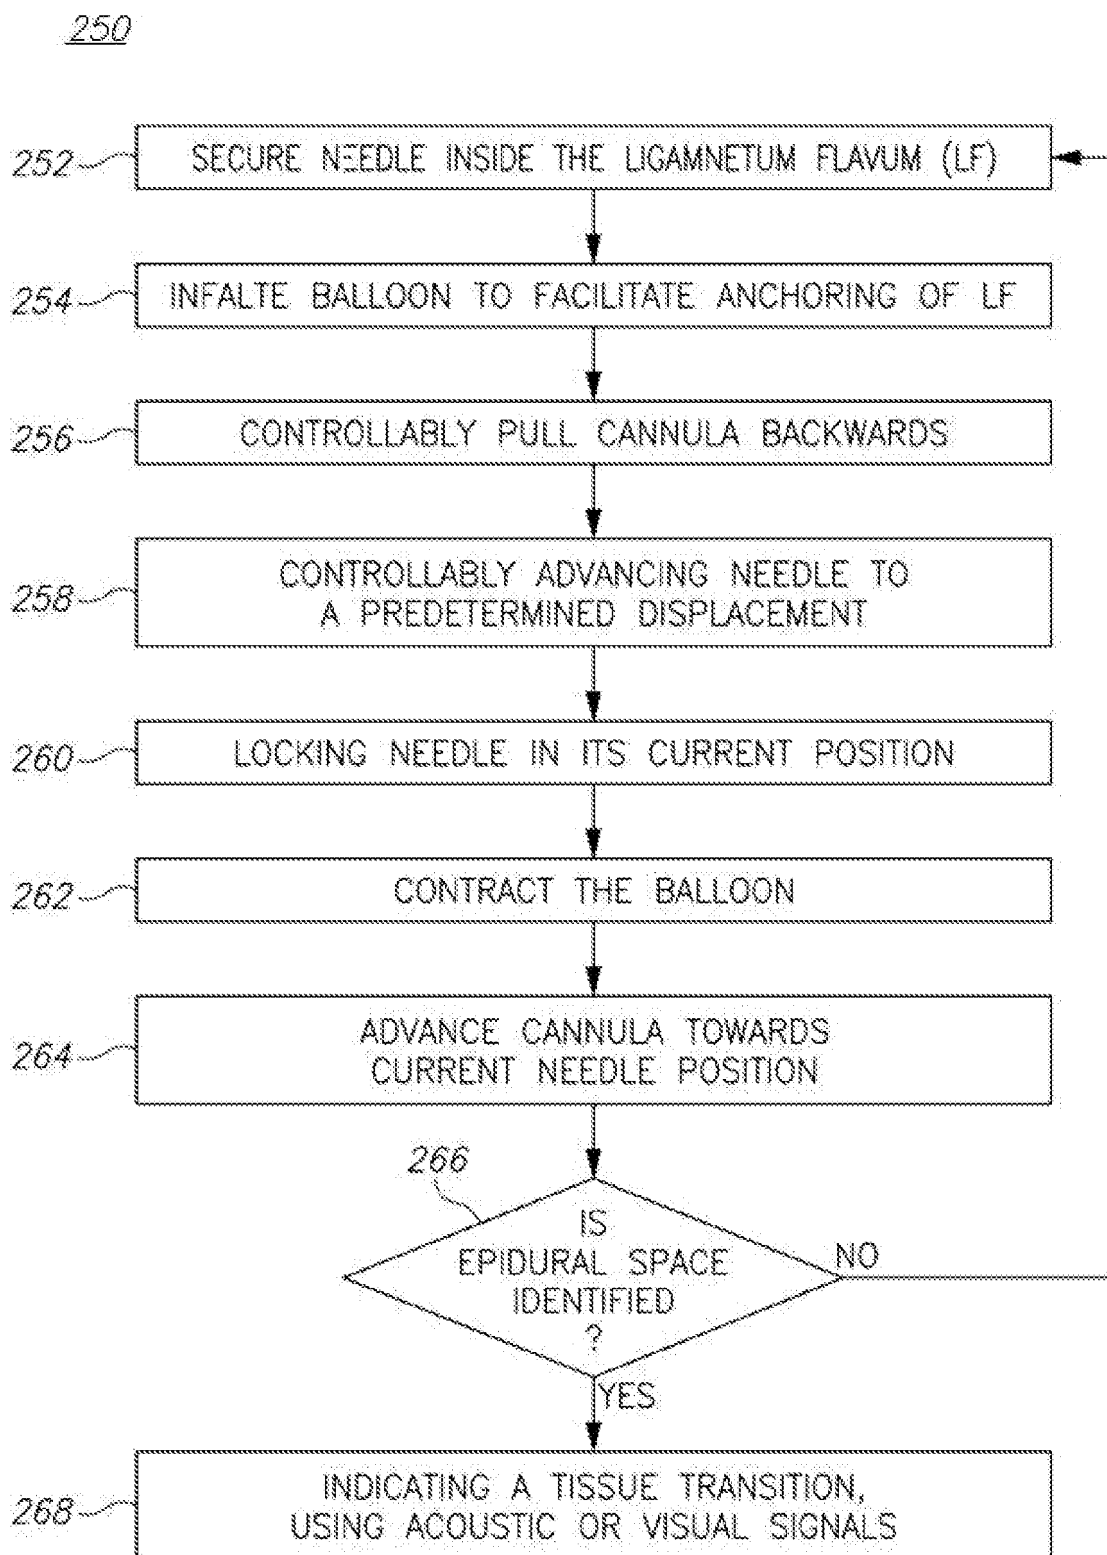 250
252
SECURE NEEDLE INSIDE THE LIGAMNETUM FLAVUM (LF)
254
INFALTE BALLOON TO FACILITATE ANCHORING OF LF
256
CONTROLLABLY PULL CANNULA BACKWARDS
258
CONTROLLABLY ADVANCING NEEDLE TO
A PREDETERMINED DISPLACEMENT
260
LOCKING NEEDLE IN ITS CURRENT POSITION
262
CONTRACT THE BALLOON
264
ADVANCE CANNULA TOWARDS
CURRENT NEEDLE POSITION
266
IS
EPIDURAL SPACE
IDENTIFIED
?
NO
YES
268
INDICATING A TISSUE TRANSITION,
USING ACOUSTIC OR VISUAL SIGNALS